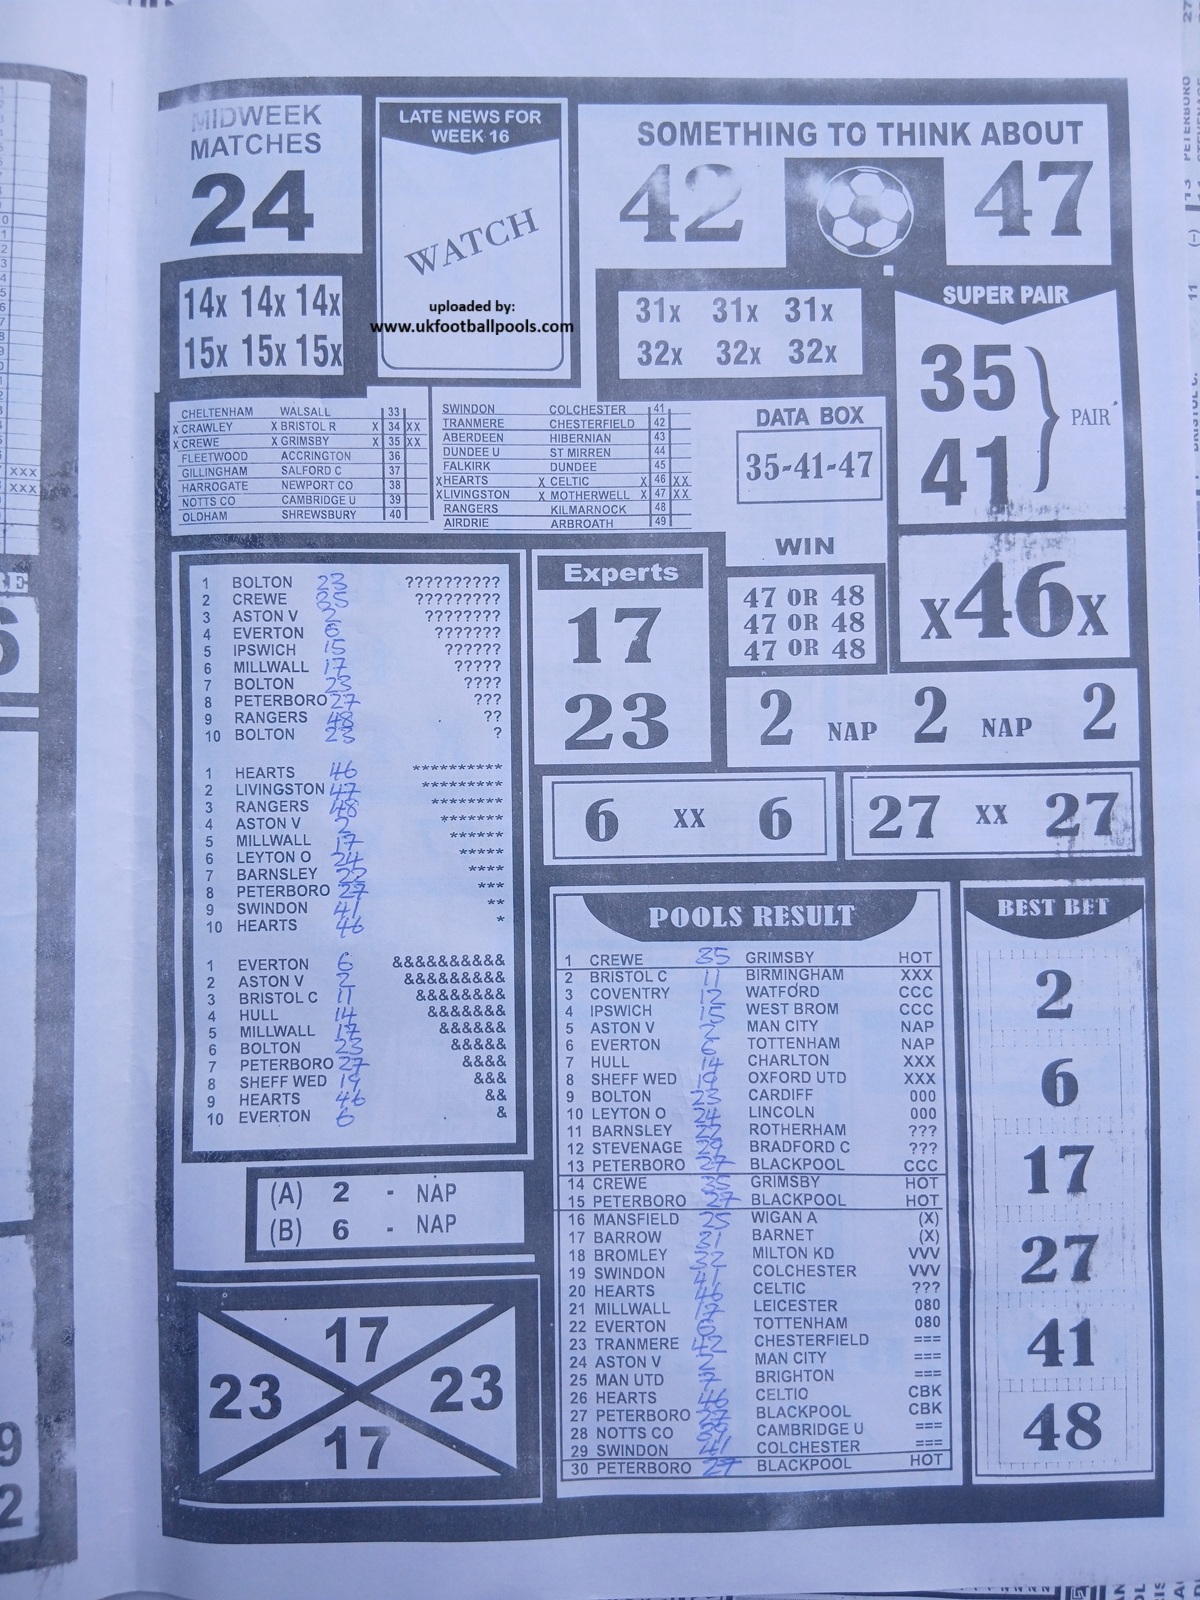 MIDWEEK
MATCHES
24
LATE NEWS FOR
WEEK 16
WATCH
uploaded by:
www.ukfootballpools.com
SOMETHING TO THINK ABOUT
42 47
14x 14x 14x
15x 15x 15x
31x 31x 31x
32x 32x 32x
SUPER PAIR
35
41
PAIR
CHELTENHAM WALSALL 33
X CRAWLEY X BRISTOL R X 34 XX
X CREWE X GRIMSBY X 35 XX
FLEETWOOD ACCRINGTON 36
GILLINGHAM SALFORD C 37
HARROGATE NEWPORT CO 38
NOTTS CO CAMBRIDGE U 39
OLDHAM SHREWSBURY 40
SWINDON COLCHESTER 41
TRANMERE CHESTERFIELD 42
ABERDEEN HIBERNIAN 43
DUNDEE U ST MIRREN 44
FALKIRK DUNDEE 45
X HEARTS X CELTIC X 46 XX
X LIVINGSTON X MOTHERWELL X 47 XX
RANGERS KILMARNOCK 48
AIRDRIE ARBROATH 49
DATA BOX
35-41-47
WIN
47 OR 48
47 OR 48
47 OR 48
X46X
1 BOLTON 23 ??????????
2 CREWE 35 ?????????
3 ASTON V 2 ????????
4 EVERTON 6 ???????
5 IPSWICH 15 ??????
6 MILLWALL 17 ?????
7 BOLTON 23 ????
8 PETERBORO 27 ???
9 RANGERS 48 ??
10 BOLTON 23 ?
1 HEARTS 46 **********
2 LIVINGSTON 47 *********
3 RANGERS 48 ********
4 ASTON V 2 *******
5 MILLWALL 17 ******
6 LEYTON O 24 *****
7 BARNSLEY 22 ****
8 PETERBORO 27 ***
9 SWINDON 41 **
10 HEARTS 46 *
1 EVERTON 6 &&&&&&&&&&
2 ASTON V 2 &&&&&&&&&
3 BRISTOL C 11 &&&&&&&&
4 HULL 14 &&&&&&&
5 MILLWALL 17 &&&&&&
6 BOLTON 23 &&&&&
7 PETERBORO 27 &&&&
8 SHEFF WED 19 &&&
9 HEARTS 46 &&
10 EVERTON 6 &
Experts
17
23
2 NAP 2 NAP 2
6 XX 6
27 XX 27
POOLS RESULT
1 CREWE 35 GRIMSBY HOT
2 BRISTOL C 11 BIRMINGHAM XXX
3 COVENTRY 12 WATFORD CCC
4 IPSWICH 15 WEST BROM CCC
5 ASTON V 2 MAN CITY NAP
6 EVERTON 6 TOTTENHAM NAP
7 HULL 14 CHARLTON XXX
8 SHEFF WED 19 OXFORD UTD XXX
9 BOLTON 23 CARDIFF 000
10 LEYTON O 24 LINCOLN 000
11 BARNSLEY 22 ROTHERHAM ???
12 STEVENAGE 29 BRADFORD C ???
13 PETERBORO 27 BLACKPOOL CCC
14 CREWE 35 GRIMSBY HOT
15 PETERBORO 27 BLACKPOOL HOT
16 MANSFIELD 25 WIGAN A (X)
17 BARROW 31 BARNET (X)
18 BROMLEY 32 MILTON KD VVV
19 SWINDON 41 COLCHESTER VVV
20 HEARTS 46 CELTIC ???
21 MILLWALL 17 LEICESTER 080
22 EVERTON 6 TOTTENHAM 080
23 TRANMERE 42 CHESTERFIELD ===
24 ASTON V 2 MAN CITY ===
25 MAN UTD 7 BRIGHTON ===
26 HEARTS 46 CELTIC CBK
27 PETERBORO 27 BLACKPOOL CBK
28 NOTTS CO 39 CAMBRIDGE U ===
29 SWINDON 41 COLCHESTER ===
30 PETERBORO 27 BLACKPOOL HOT
BEST BET
2
6
17
27
41
48
(A) 2 - NAP
(B) 6 - NAP
17
23 23
17